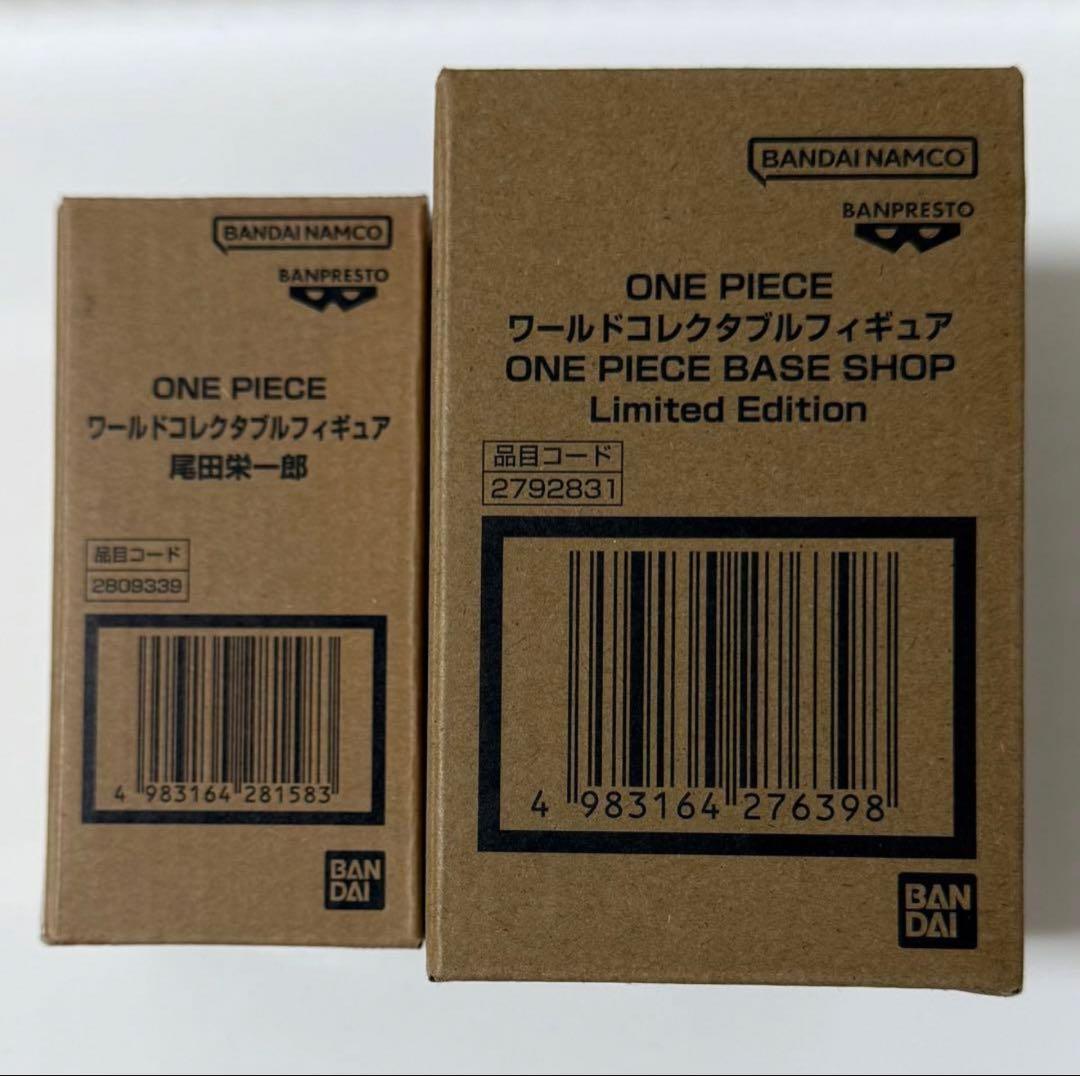 BANDAI NAMCO
BANPRESTO
ONE PIECE
ワールドコレクタブルフィギュア
尾田栄一郎
品目コード
2809339
4 983164 281583
BAN
DAI
BANDAI NAMCO
BANPRESTO
ONE PIECE
ワールドコレクタブルフィギュア
ONE PIECE BASE SHOP
Limited Edition
品目コード
2792831
4 983164 276398
BAN
DAI